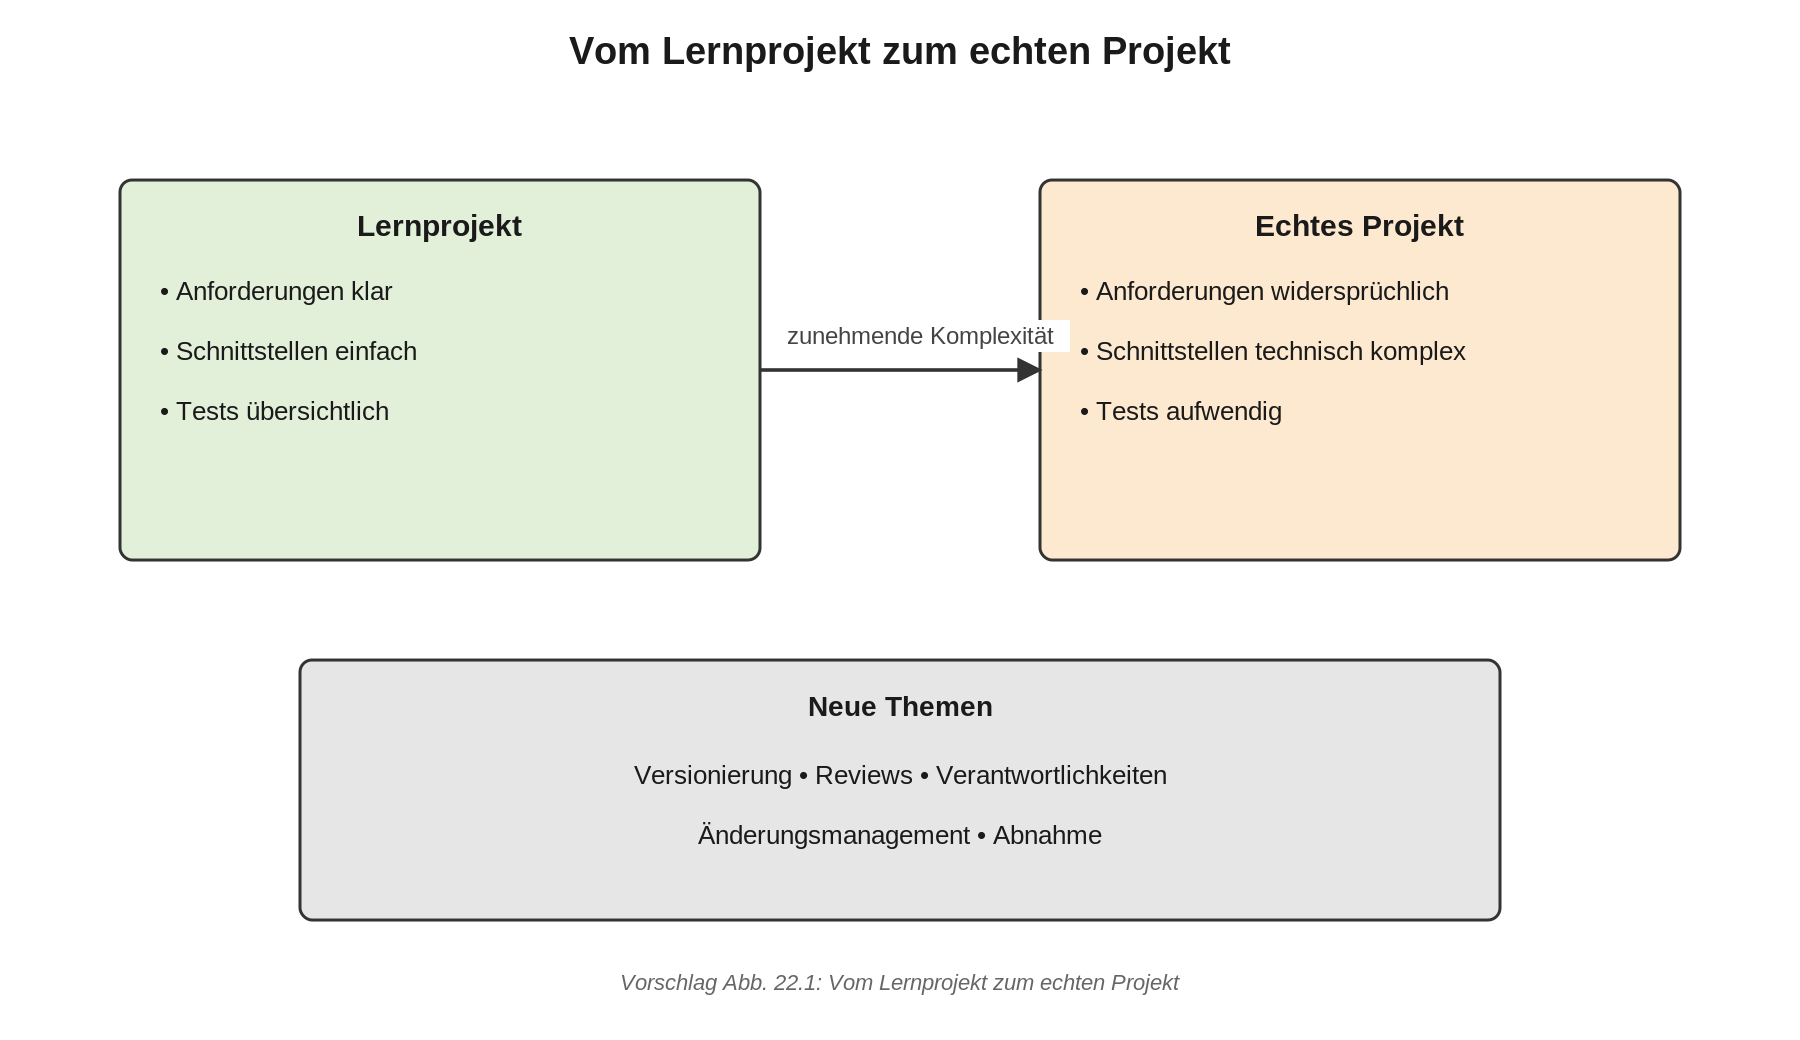 Vom Lernprojekt zum echten Projekt
Lernprojekt
• Anforderungen klar
• Schnittstellen einfach
• Tests übersichtlich
zunehmende Komplexität
Echtes Projekt
• Anforderungen widersprüchlich
• Schnittstellen technisch komplex
• Tests aufwendig
Neue Themen
Versionierung • Reviews • Verantwortlichkeiten
Änderungsmanagement • Abnahme
Vorschlag Abb. 22.1: Vom Lernprojekt zum echten Projekt